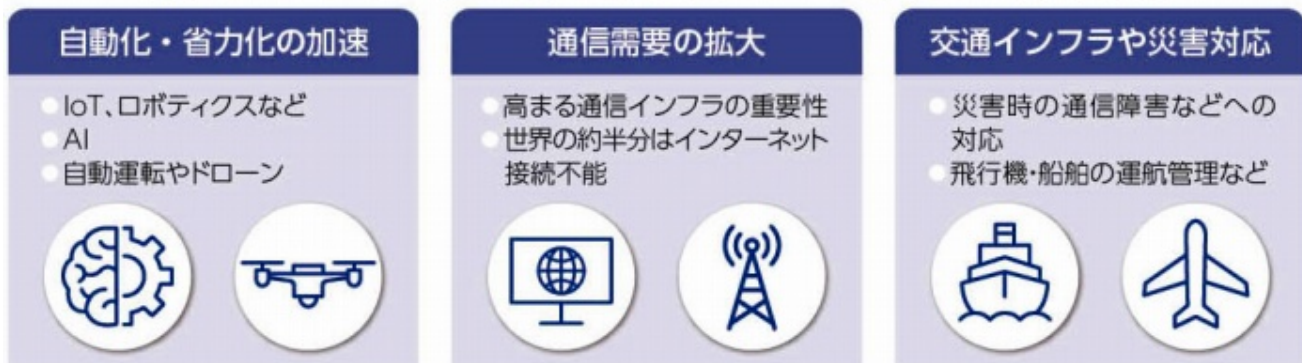 自動化・省力化の加速
IoT、ロボティクスなど
AI
自動運転やドローン
通信需要の拡大
高まる通信インフラの重要性
世界の約半分はインターネット
接続不能
交通インフラや災害対応
災害時の通信障害などへの
対応
飛行機・船舶の運航管理など